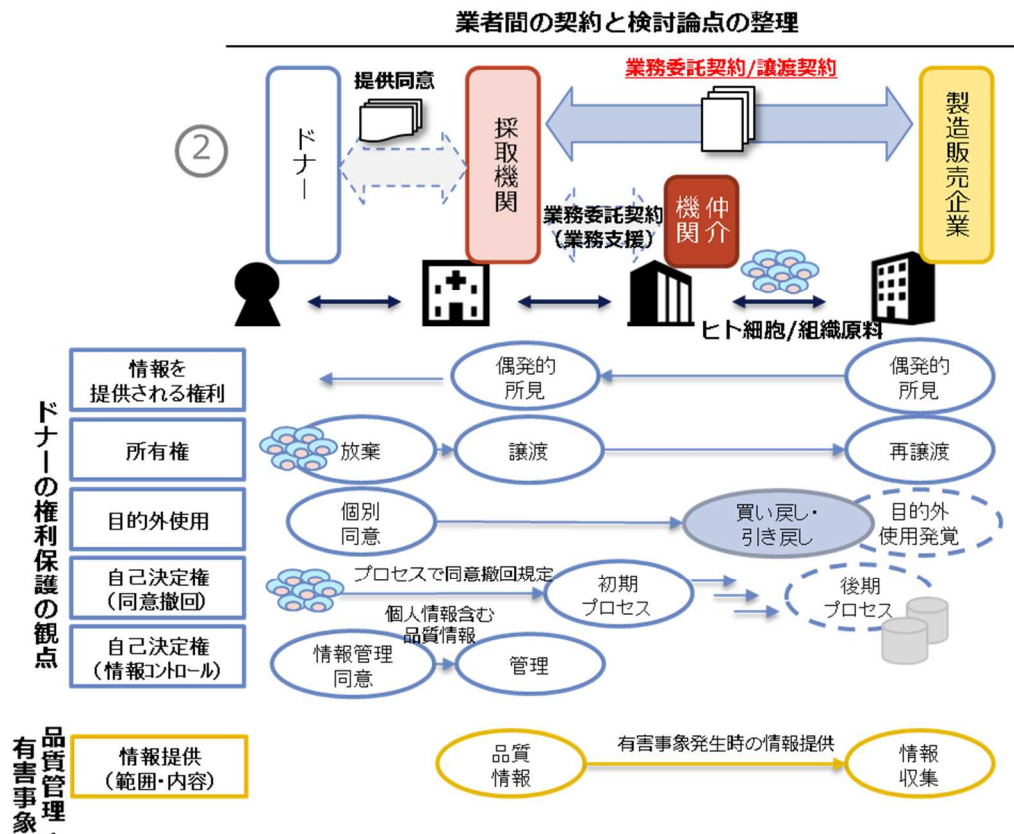 業者間の契約と検討論点の整理
②
ドナー
提供同意
採取機関
業務委託契約/譲渡契約
業務委託契約
(業務支援)
仲介
機関
製造販売企業
ヒト細胞/組織原料
ドナーの権利保護の観点
情報を
提供される権利
偶発的
所見
偶発的
所見
所有権
放棄
譲渡
再譲渡
目的外使用
個別
同意
買い戻し・
引き戻し
目的外
使用発覚
自己決定権
(同意撤回)
プロセスで同意撤回規定
初期
プロセス
後期
プロセス
自己決定権
(情報コントロール)
個人情報含む
品質情報
情報管理
同意
管理
品質管理・
有害事象
情報提供
(範囲・内容)
品質
情報
有害事象発生時の情報提供
情報
収集